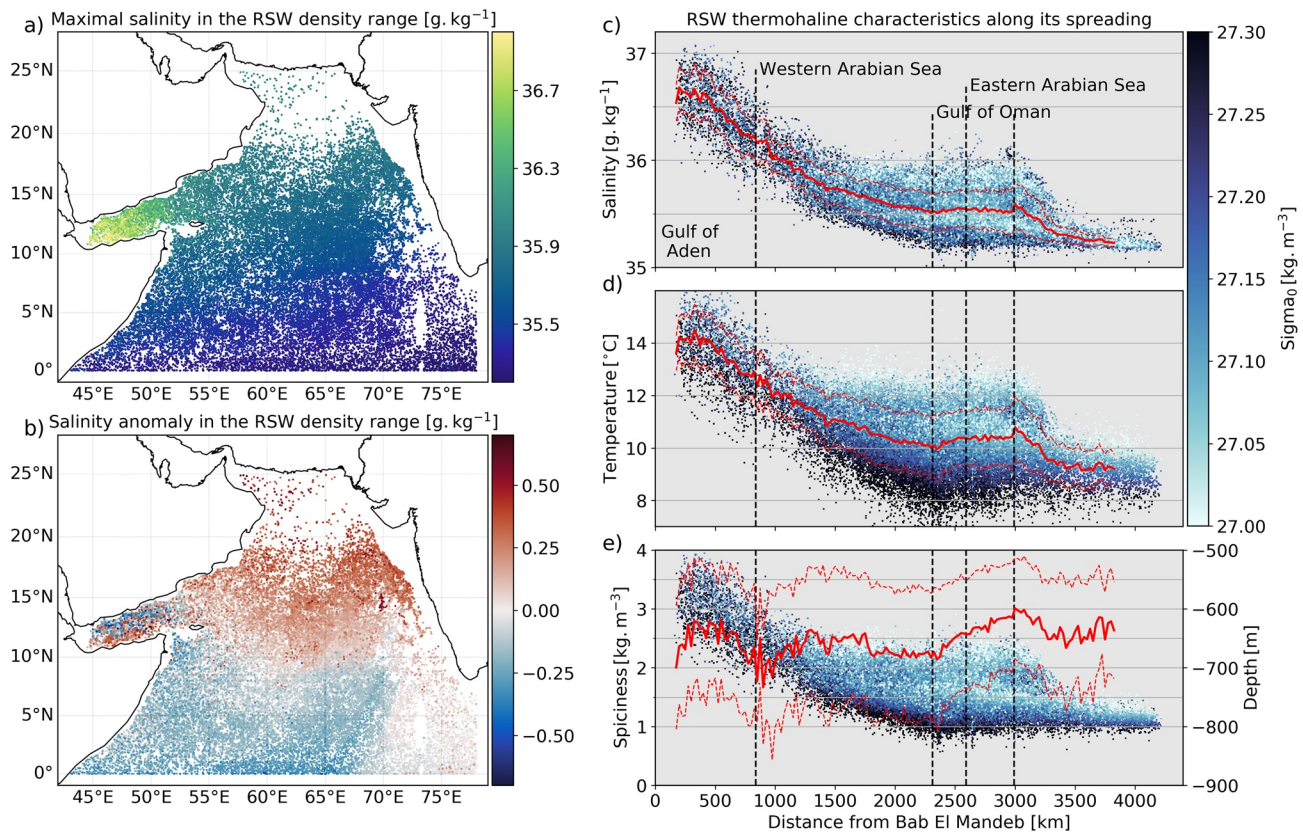 a) Maximal salinity in the RSW density range [g. kg⁻¹]
25°N
20°N
15°N
10°N
5°N
0°
45°E 50°E 55°E 60°E 65°E 70°E 75°E
36.7
36.3
35.9
35.5
b) Salinity anomaly in the RSW density range [g. kg⁻¹]
25°N
20°N
15°N
10°N
5°N
0°
45°E 50°E 55°E 60°E 65°E 70°E 75°E
0.50
0.25
0.00
−0.25
−0.50
c) RSW thermohaline characteristics along its spreading
Salinity [g. kg⁻¹]
37
36
35
Western Arabian Sea
Eastern Arabian Sea
Gulf of Oman
Gulf of
Aden
d)
Temperature [°C]
14
12
10
8
e)
Spiciness [kg. m⁻³]
4
3
2
1
0
0 500 1000 1500 2000 2500 3000 3500 4000
Distance from Bab El Mandeb [km]
−500
−600
−700
−800
−900
Depth [m]
27.30
27.20
27.10
27.05
27.00
Sigma₀ [kg. m⁻³]